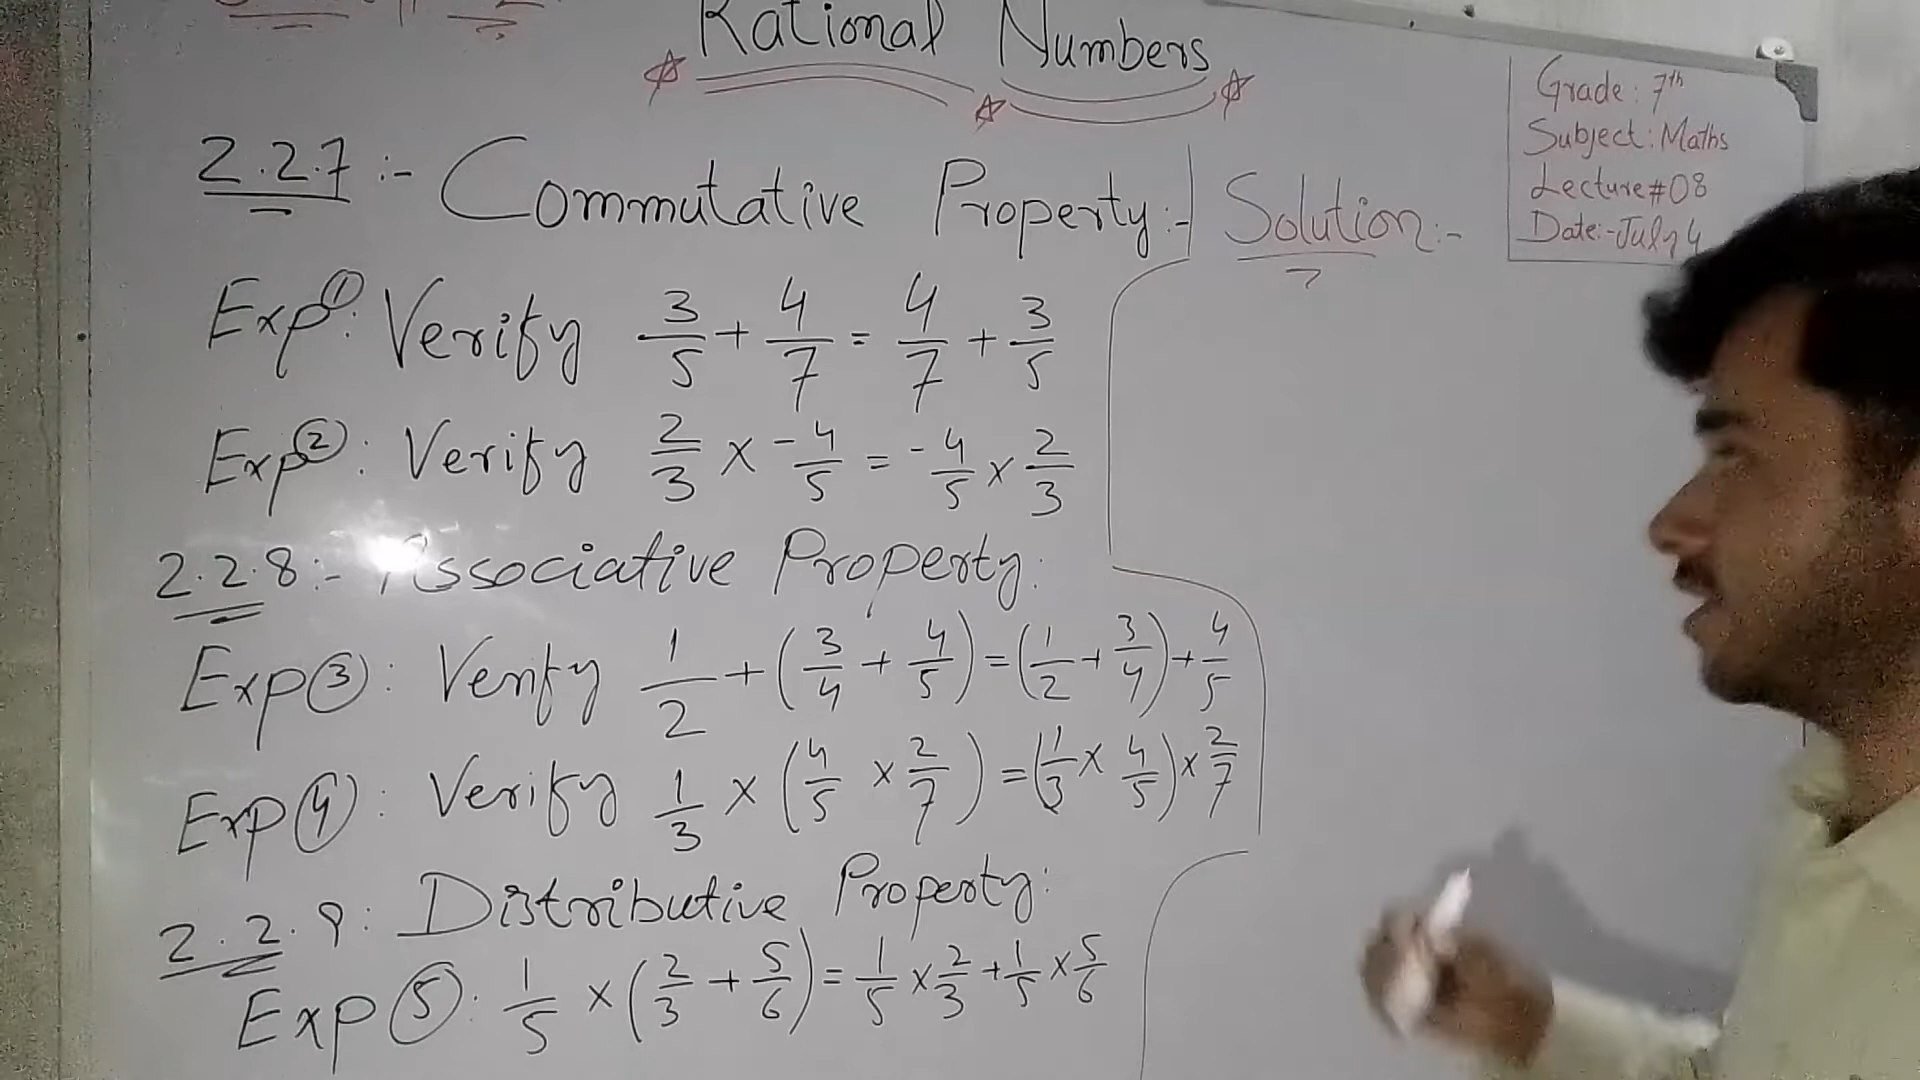 Rational Numbers
Grade: 7th
Subject: Maths
Lecture#08
Date:-July 4
2.2.7:- Commutative Property:- Solution:-
Exp①: Verify 3/5 + 4/7 = 4/7 + 3/5
Exp②: Verify 2/3 × -4/5 = -4/5 × 2/3
2.2.8:- Associative Property:
Exp③: Verify 1/2 + (3/4 + 4/5) = (1/2 + 3/4) + 4/5
Exp④: Verify 1/3 × (4/5 × 2/7) = (1/3 × 4/5) × 2/7
2.2.9: Distributive Property:
Exp⑤: 1/5 × (2/3 + 5/6) = 1/5 × 2/3 + 1/5 × 5/6